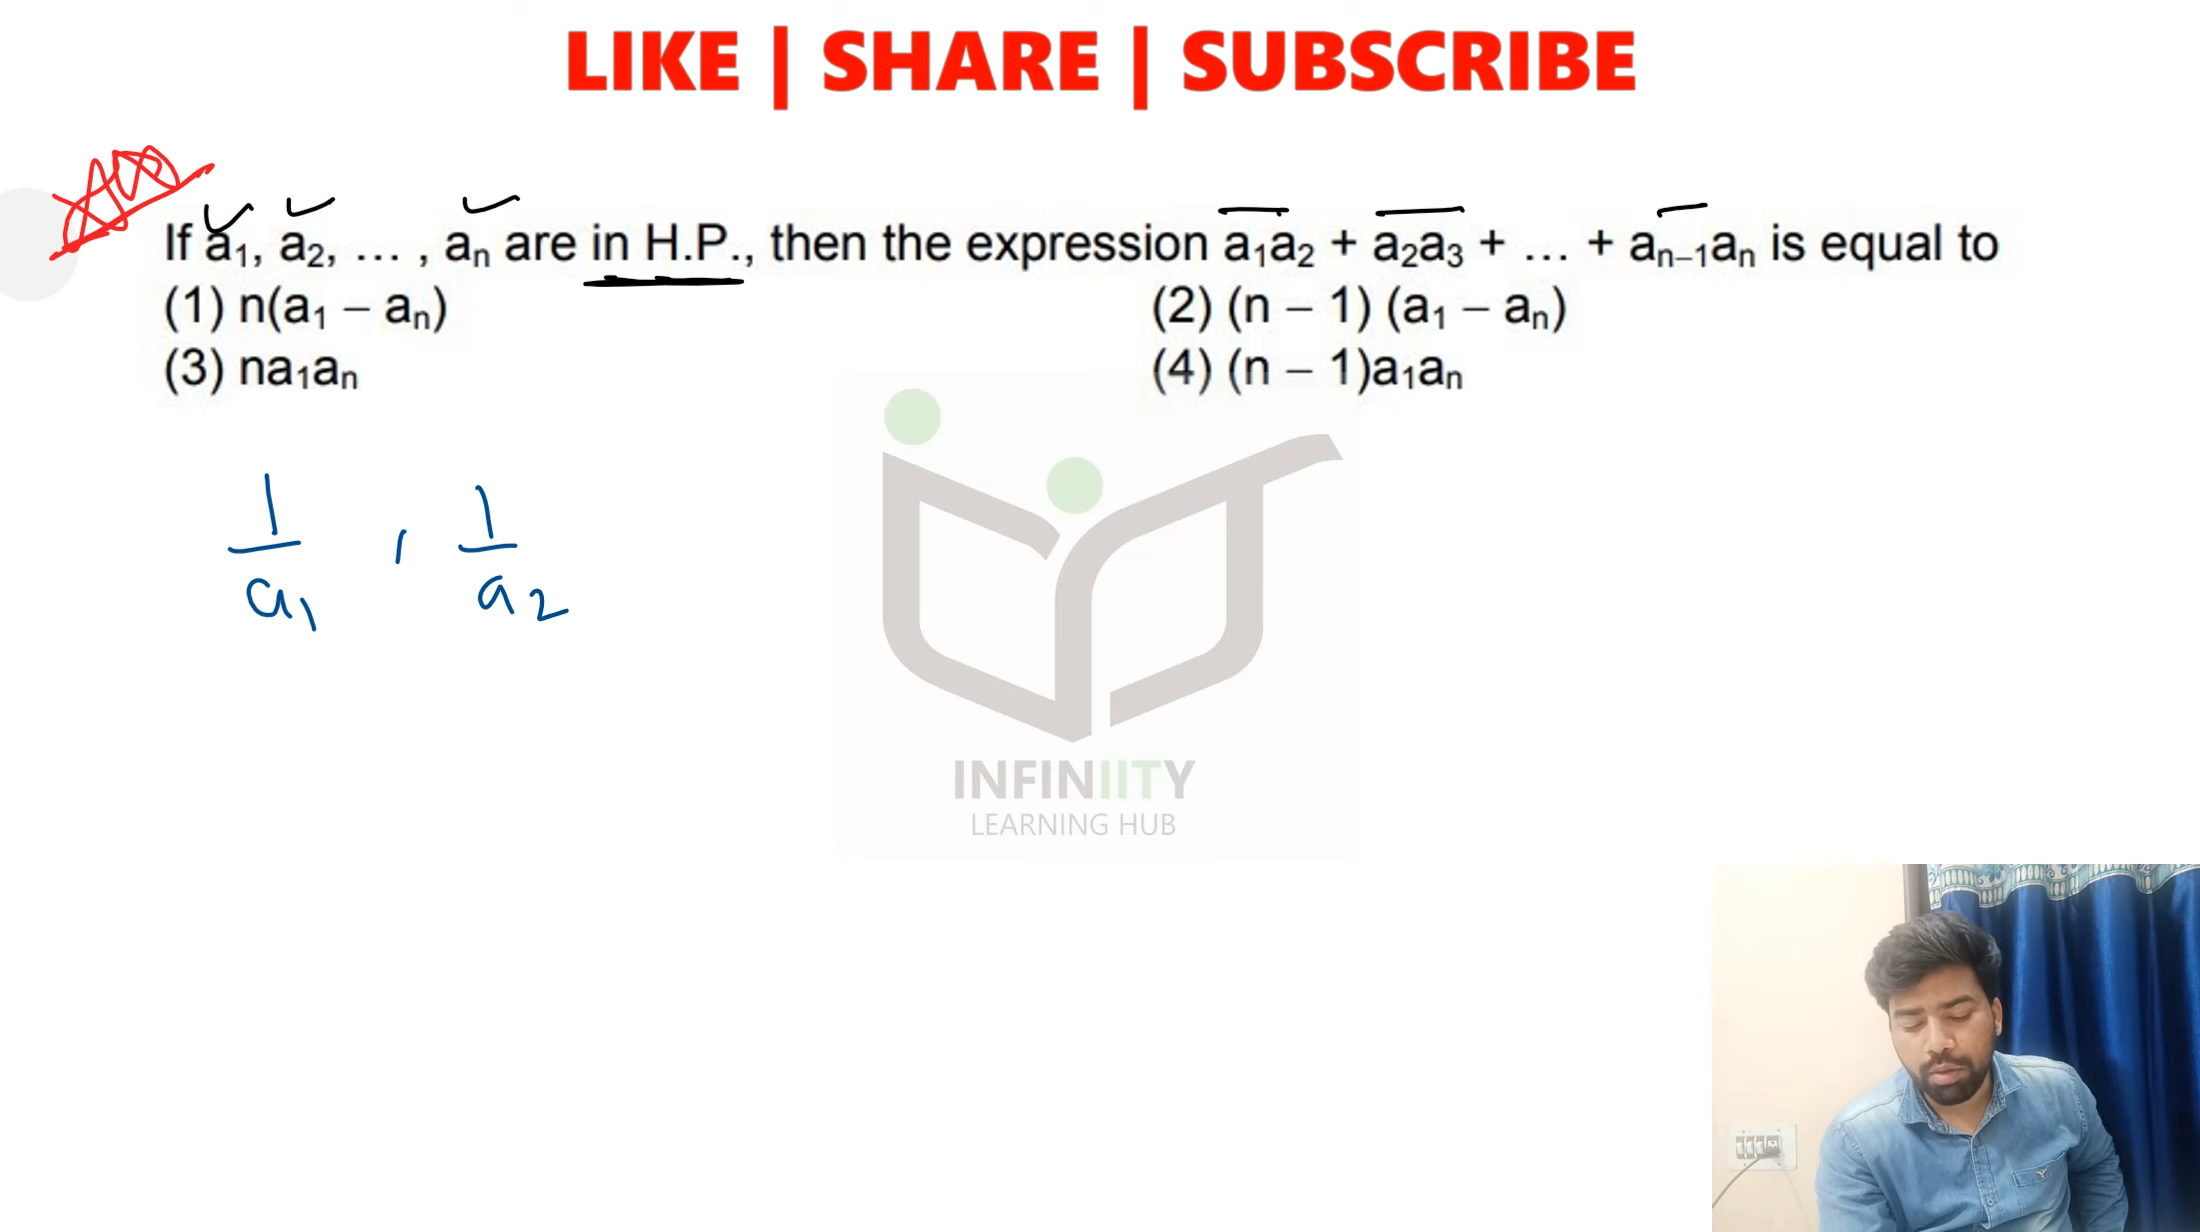 LIKE | SHARE | SUBSCRIBE
If a₁, a₂, ... , aₙ are in H.P., then the expression a₁a₂ + a₂a₃ + ... + aₙ₋₁aₙ is equal to
(1) n(a₁ – aₙ) (2) (n – 1) (a₁ – aₙ)
(3) na₁aₙ (4) (n – 1)a₁aₙ
1/a₁ , 1/a₂
INFINIITY
LEARNING HUB